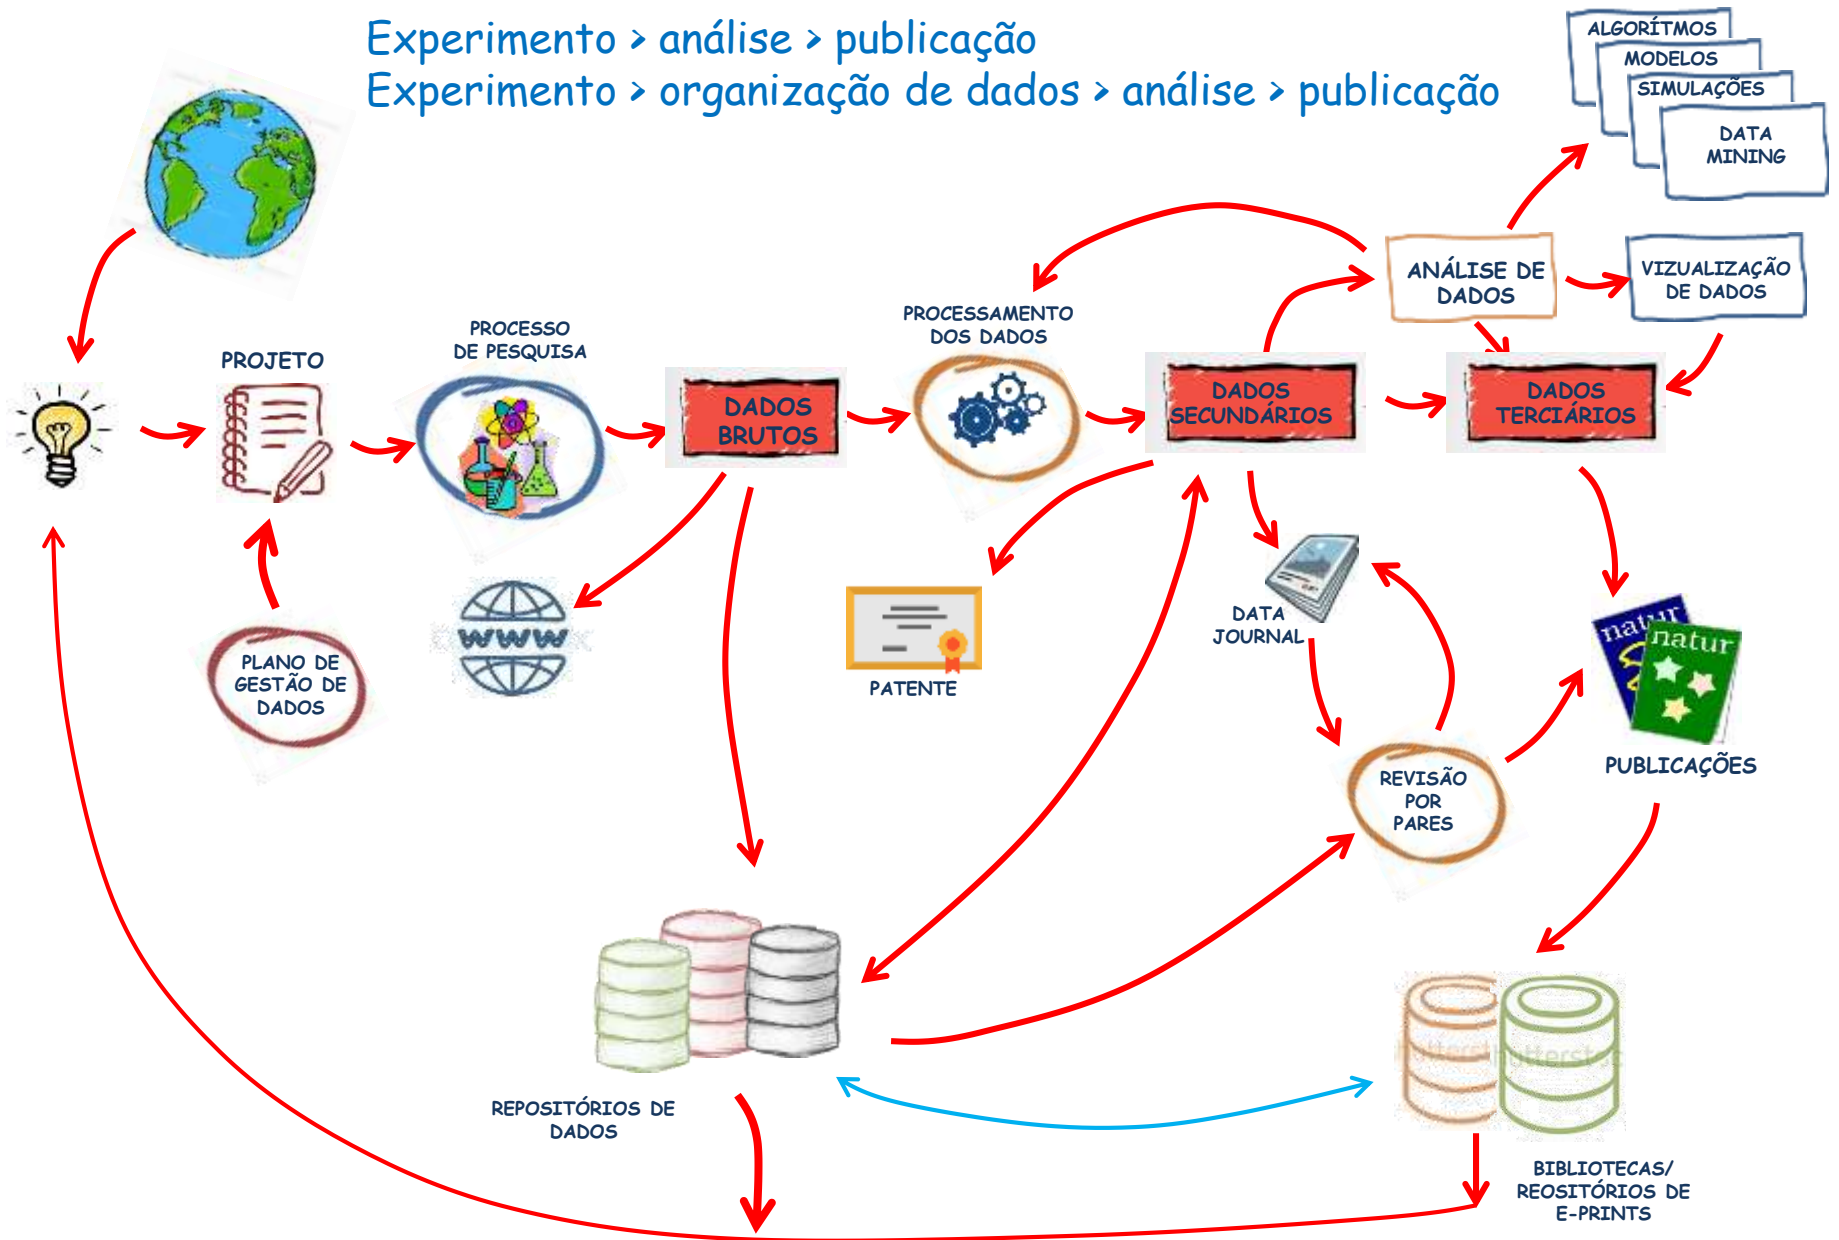 Experimento > análise > publicação
Experimento > organização de dados > análise > publicação
ALGORÍTMOS
MODELOS
SIMULAÇÕES
DATA
MINING
ANÁLISE DE
DADOS
VIZUALIZAÇÃO
DE DADOS
PROCESSAMENTO
DOS DADOS
PROCESSO
DE PESQUISA
PROJETO
DADOS
BRUTOS
DADOS
SECUNDÁRIOS
DADOS
TERCIÁRIOS
PLANO DE
GESTÃO DE
DADOS
WWW
PATENTE
DATA
JOURNAL
natur
natur
PUBLICAÇÕES
REVISÃO
POR
PARES
REPOSITÓRIOS DE
DADOS
BIBLIOTECAS/
REOSITÓRIOS DE
E-PRINTS